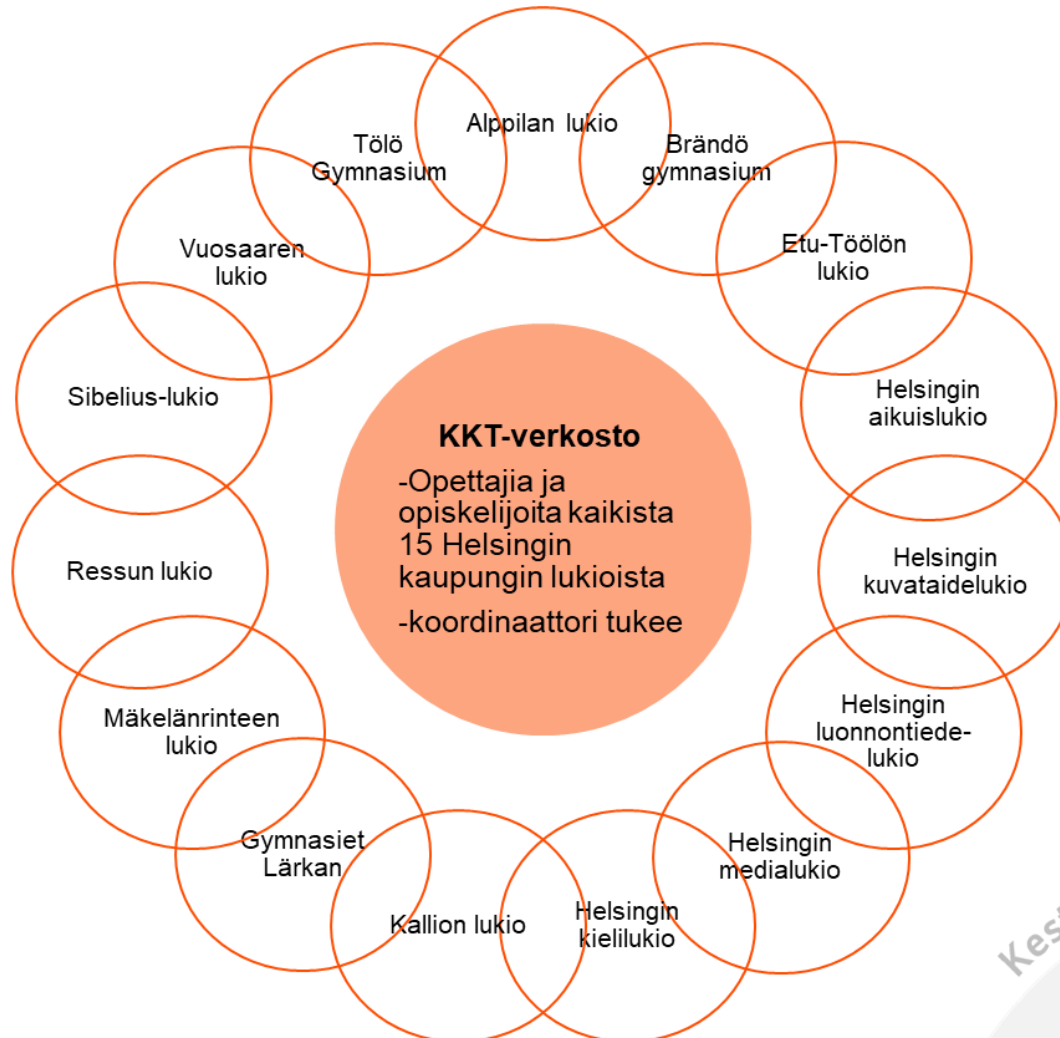 Alppilan lukio
Brändö
gymnasium
Etu-Töölön
lukio
Helsingin
aikuislukio
Helsingin
kuvataidelukio
Helsingin
luonnontiede-
lukio
Helsingin
medialukio
Helsingin
kielilukio
Kallion lukio
Gymnasiet
Lärkan
Mäkelänrinteen
lukio
Ressun lukio
Sibelius-lukio
Vuosaaren
lukio
Tölö
Gymnasium
KKT-verkosto
-Opettajia ja
opiskelijoita kaikista
15 Helsingin
kaupungin lukioista
-koordinaattori tukee
Kest